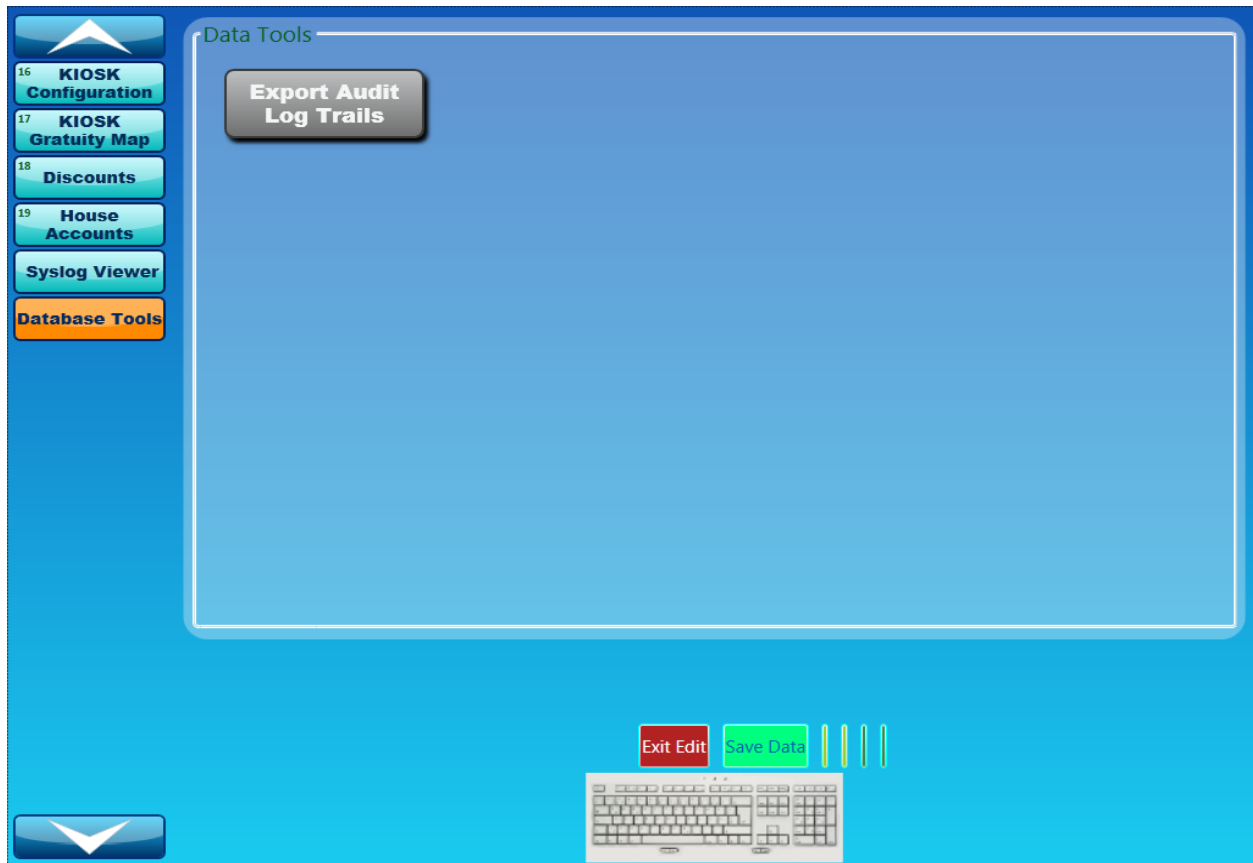 16 KIOSK
Configuration
17 KIOSK
Gratuity Map
18
Discounts
19 House
Accounts
Syslog Viewer
Database Tools
Data Tools
Export Audit
Log Trails
Exit Edit
Save Data